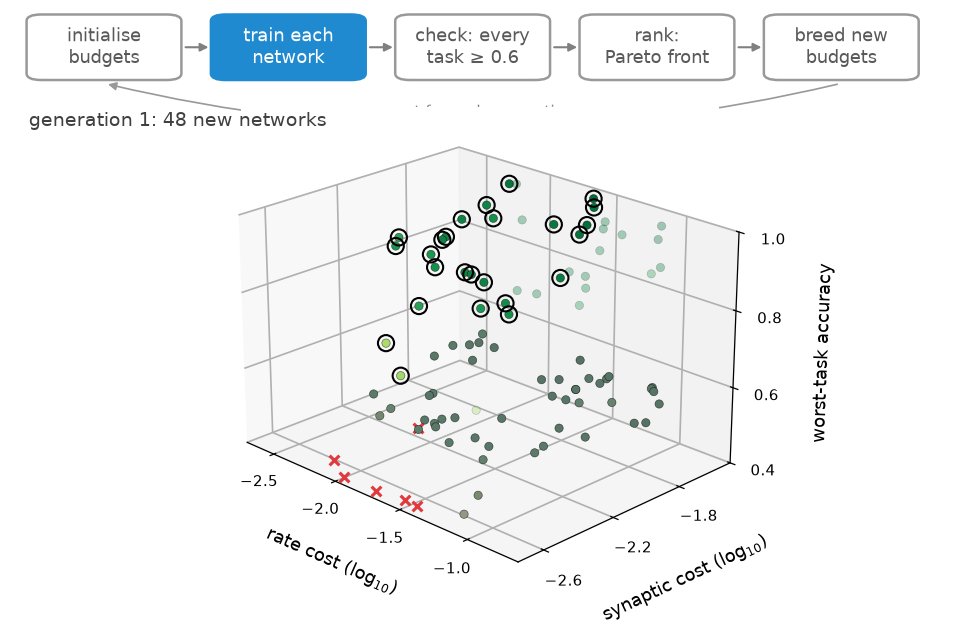 initialise
budgets
train each
network
check: every
task ≥ 0.6
rank:
Pareto front
breed new
budgets
generation 1: 48 new networks
1.0
0.8
0.6
0.4
worst-task accuracy
−2.5
−2.0
−1.5
−1.0
rate cost (log₁₀)
−1.8
−2.2
−2.6
synaptic cost (log₁₀)